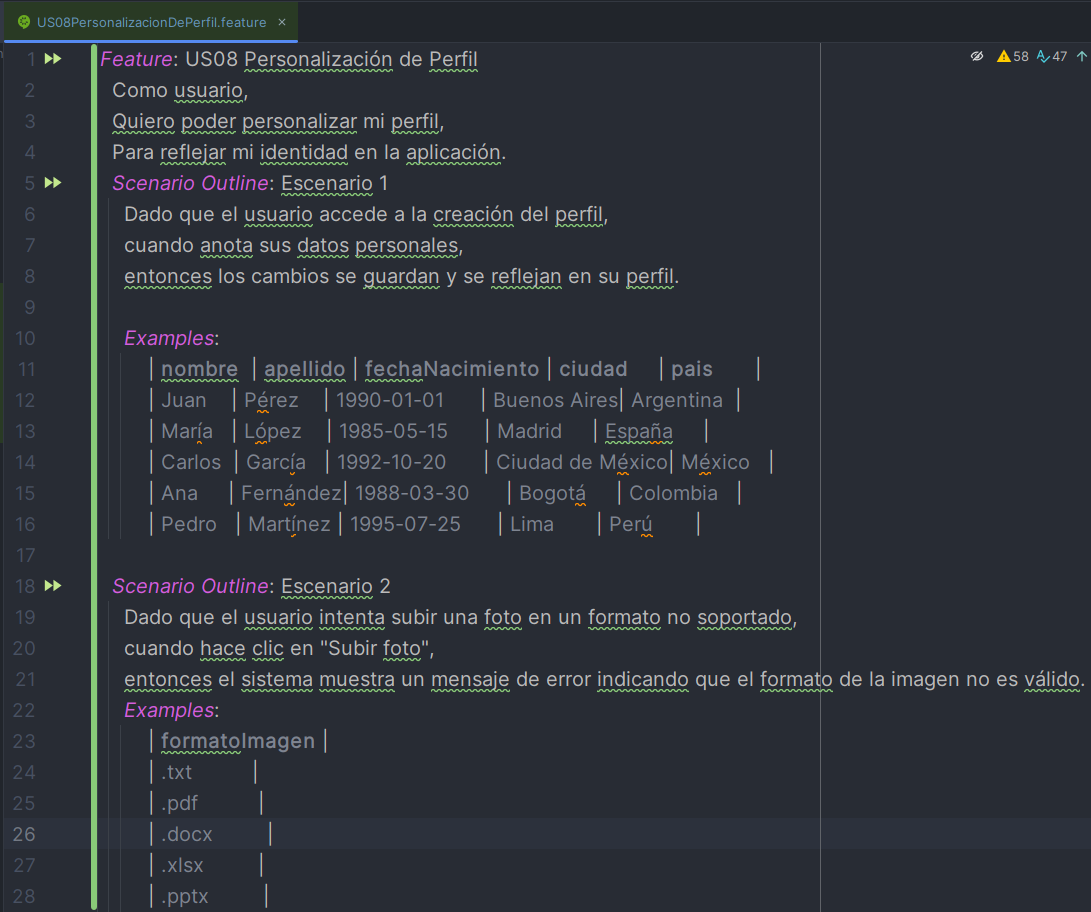 US08PersonalizacionDePerfil.feature ×
58 47
1 Feature: US08 Personalización de Perfil
2 Como usuario,
3 Quiero poder personalizar mi perfil,
4 Para reflejar mi identidad en la aplicación.
5 Scenario Outline: Escenario 1
6 Dado que el usuario accede a la creación del perfil,
7 cuando anota sus datos personales,
8 entonces los cambios se guardan y se reflejan en su perfil.
9
10 Examples:
11 | nombre | apellido | fechaNacimiento | ciudad | pais |
12 | Juan | Pérez | 1990-01-01 | Buenos Aires| Argentina |
13 | María | López | 1985-05-15 | Madrid | España |
14 | Carlos | García | 1992-10-20 | Ciudad de México| México |
15 | Ana | Fernández| 1988-03-30 | Bogotá | Colombia |
16 | Pedro | Martínez | 1995-07-25 | Lima | Perú |
17
18 Scenario Outline: Escenario 2
19 Dado que el usuario intenta subir una foto en un formato no soportado,
20 cuando hace clic en "Subir foto",
21 entonces el sistema muestra un mensaje de error indicando que el formato de la imagen no es válido.
22 Examples:
23 | formatoImagen |
24 | .txt |
25 | .pdf |
26 | .docx |
27 | .xlsx |
28 | .pptx |